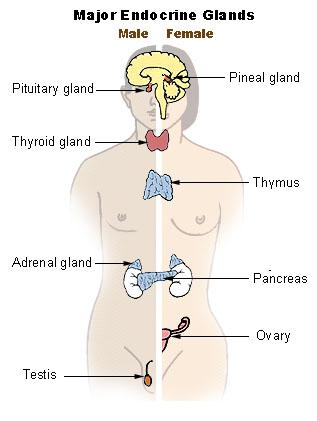 Major Endocrine Glands
Male Female
Pineal gland
Pituitary gland
Thyroid gland
Thymus
Adrenal gland
Pancreas
Ovary
Testis